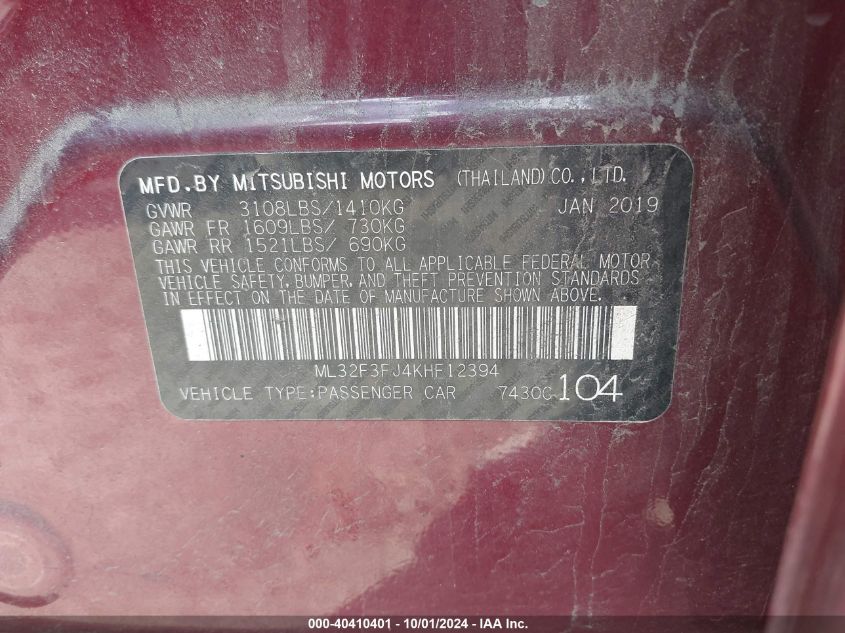 MFD.BY MITSUBISHI MOTORS (THAILAND)CO.,LTD.
GVWR 3108LBS/1410KG JAN 2019
GAWR FR 1609LBS/ 730KG
GAWR RR 1521LBS/ 690KG
THIS VEHICLE CONFORMS TO ALL APPLICABLE FEDERAL MOTOR
VEHICLE SAFETY,BUMPER,AND THEFT PREVENTION STANDARDS
IN EFFECT ON THE DATE OF MANUFACTURE SHOWN ABOVE.
ML32F3FJ4KHF12394
VEHICLE TYPE:PASSENGER CAR 7430C 104
000-40410401 - 10/01/2024 - IAAI.com